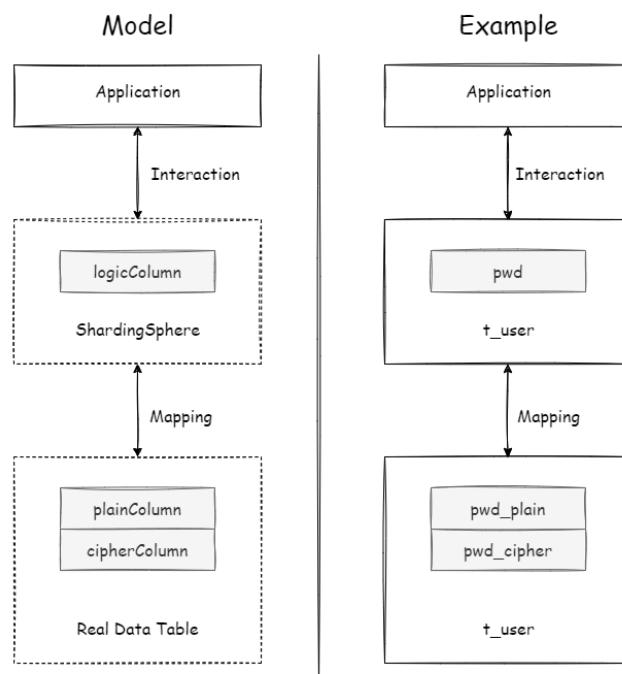 Model
Application
Interaction
logicColumn
ShardingSphere
Mapping
plainColumn
cipherColumn
Real Data Table
Example
Application
Interaction
pwd
t_user
Mapping
pwd_plain
pwd_cipher
t_user